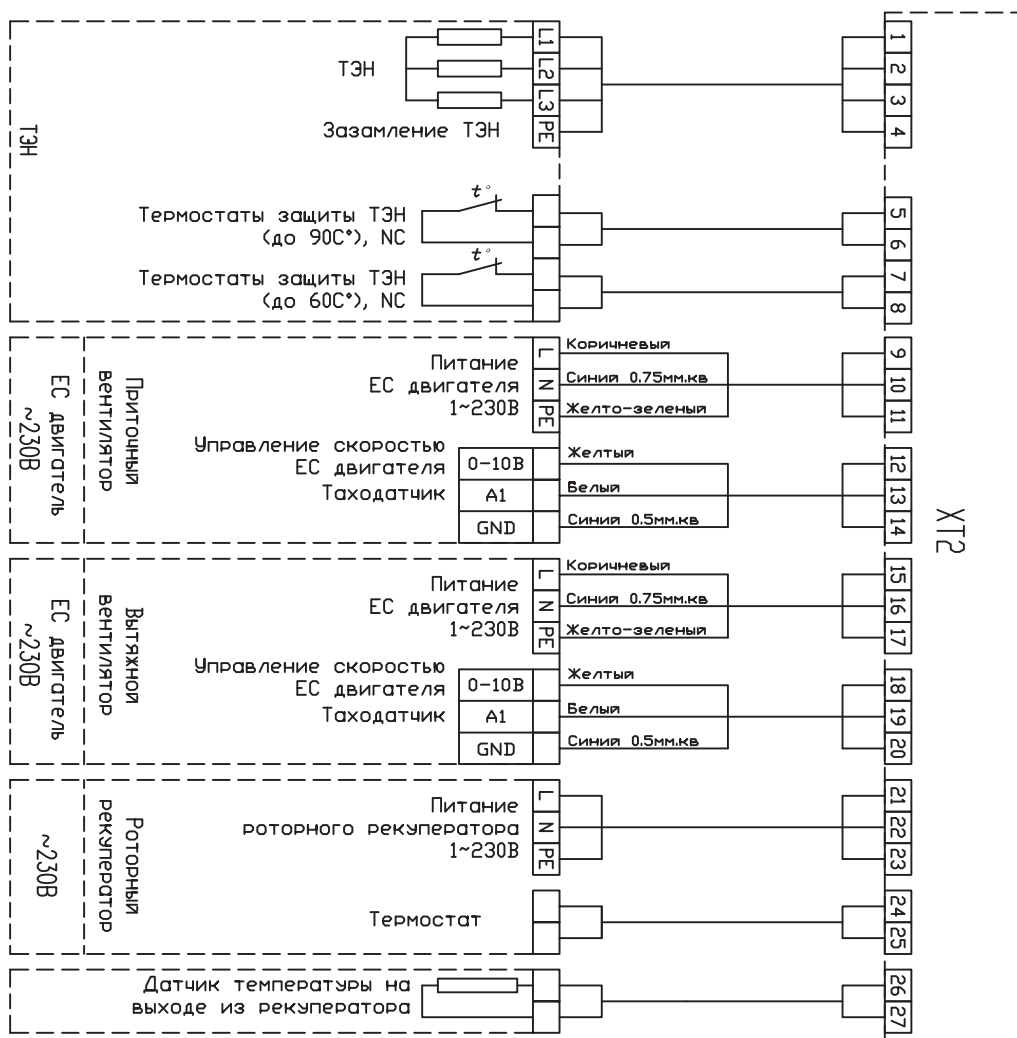 ТЭН
ТЭН
L1
L2
L3
PE
Заземление ТЭН
1
2
3
4
Термостаты защиты ТЭН
(до 90С°), NC
t°
5
6
Термостаты защиты ТЭН
(до 60С°), NC
t°
7
8
ЕС двигатель
~230В
Приточный
вентилятор
Питание
ЕС двигателя
1~230В
L
N
PE
Коричневый
Синий 0.75мм.кв
Желто-зеленый
9
10
11
Управление скоростью
ЕС двигателя
Таходатчик
0-10В
А1
GND
Желтый
Белый
Синий 0.5мм.кв
12
13
14
XT2
ЕС двигатель
~230В
Вытяжной
вентилятор
Питание
ЕС двигателя
1~230В
L
N
PE
Коричневый
Синий 0.75мм.кв
Желто-зеленый
15
16
17
Управление скоростью
ЕС двигателя
Таходатчик
0-10В
А1
GND
Желтый
Белый
Синий 0.5мм.кв
18
19
20
~230В
Роторный
рекуператор
Питание
роторного рекуператора
1~230В
L
N
PE
21
22
23
Термостат
24
25
Датчик температуры на
выходе из рекуператора
26
27